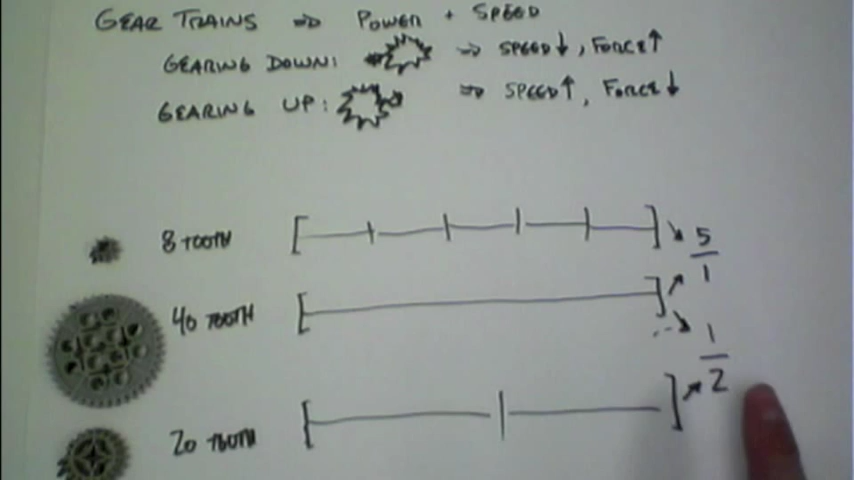 GEAR TRAINS ⇒ POWER + SPEED
GEARING DOWN: ⇒ SPEED↓, FORCE↑
GEARING UP: ⇒ SPEED↑, FORCE↓
8 TOOTH
5
1
40 TOOTH
1
2
20 TOOTH